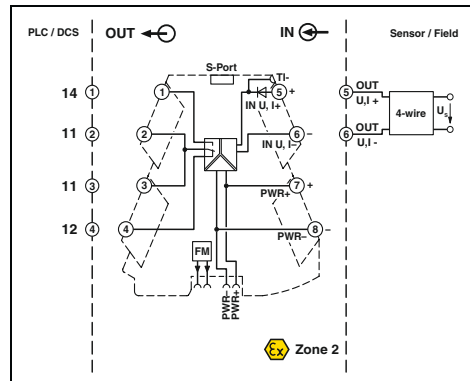 PLC / DCS
OUT
IN
Sensor / Field
S-Port
TI-
14 1
1
5 +
5 OUT
U,I +
IN U, I+
4-wire
Us
11 2
2
6 –
IN U, I–
6 OUT
U,I -
11 3
3
7 +
PWR+
12 4
4
8 –
PWR–
FM
PWR-
PWR+
Ex Zone 2